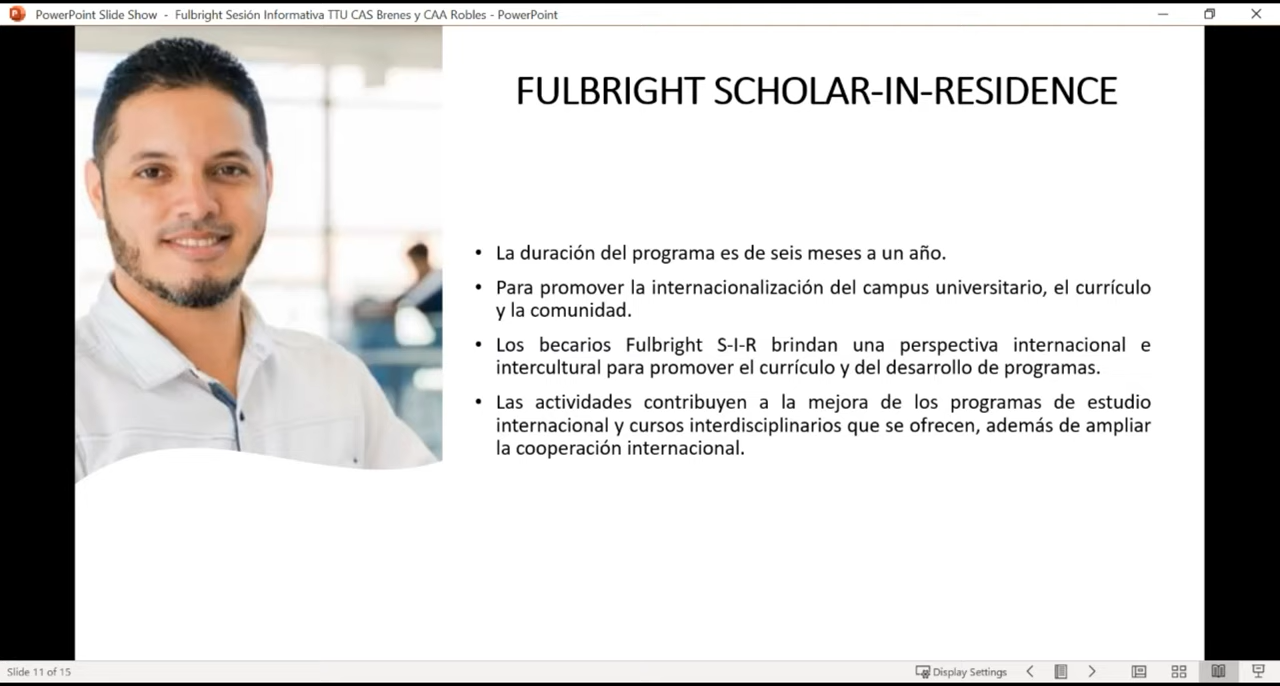 PowerPoint Slide Show - Fulbright Sesión Informativa TTU CAS Brenes y CAA Robles - PowerPoint
FULBRIGHT SCHOLAR-IN-RESIDENCE
• La duración del programa es de seis meses a un año.
• Para promover la internacionalización del campus universitario, el currículo
y la comunidad.
• Los becarios Fulbright S-I-R brindan una perspectiva internacional e
intercultural para promover el currículo y del desarrollo de programas.
• Las actividades contribuyen a la mejora de los programas de estudio
internacional y cursos interdisciplinarios que se ofrecen, además de ampliar
la cooperación internacional.
Slide 11 of 15
Display Settings